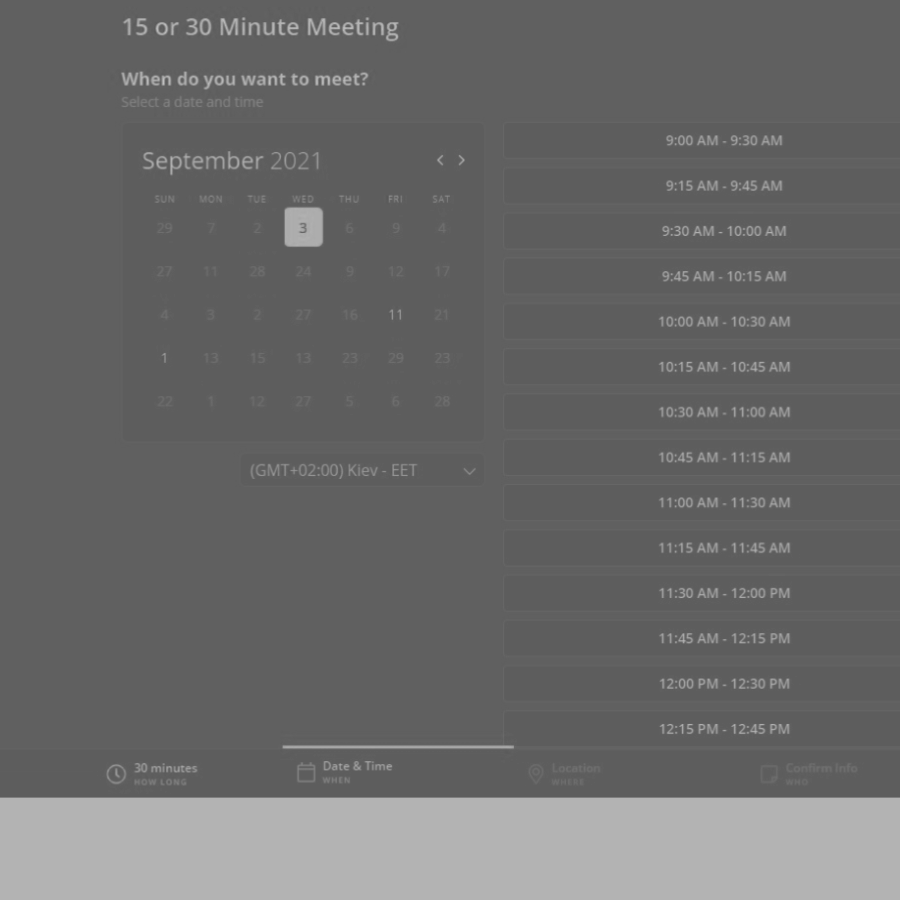 15 or 30 Minute Meeting
When do you want to meet?
Select a date and time
September 2021
SUN MON TUE WED THU FRI SAT
29 7 2 3 6 9 4
27 11 28 24 9 12 17
4 3 2 27 16 11 21
1 13 15 13 23 29 23
22 1 12 27 5 6 28
(GMT+02:00) Kiev - EET
9:00 AM - 9:30 AM
9:15 AM - 9:45 AM
9:30 AM - 10:00 AM
9:45 AM - 10:15 AM
10:00 AM - 10:30 AM
10:15 AM - 10:45 AM
10:30 AM - 11:00 AM
10:45 AM - 11:15 AM
11:00 AM - 11:30 AM
11:15 AM - 11:45 AM
11:30 AM - 12:00 PM
11:45 AM - 12:15 PM
12:00 PM - 12:30 PM
12:15 PM - 12:45 PM
30 minutes
HOW LONG
Date & Time
WHEN
Location
WHERE
Confirm Info
WHO